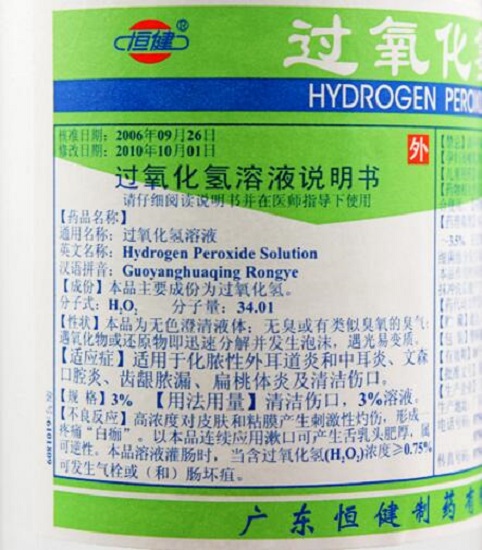 恒健®
过氧化
HYDROGEN PEROX
核准日期：2006年09月26日
修改日期：2010年10月01日
外
过氧化氢溶液说明书
请仔细阅读说明书并在医师指导下使用
【药品名称】
通用名称：过氧化氢溶液
英文名称：Hydrogen Peroxide Solution
汉语拼音：Guoyanghuaqing Rongye
【成份】本品主要成份为过氧化氢。
分子式：H₂O₂ 分子量：34.01
【性状】本品为无色澄清液体；无臭或有类似臭氧的臭气；
遇氧化物或还原物即迅速分解并发生泡沫，遇光易变质。
【适应症】适用于化脓性外耳道炎和中耳炎、文森
口腔炎、齿龈脓漏、扁桃体炎及清洁伤口。
【规格】3% 【用法用量】清洁伤口，3%溶液。
【不良反应】高浓度对皮肤和粘膜产生刺激性灼伤，形成一
疼痛“白痂”。以本品连续应用漱口可产生舌乳头肥厚，属
可逆性。本品溶液灌肠时，当含过氧化氢(H₂O₂)浓度≥0.75%
可发生气栓或（和）肠坏疽。
6101809
广东恒健制药有